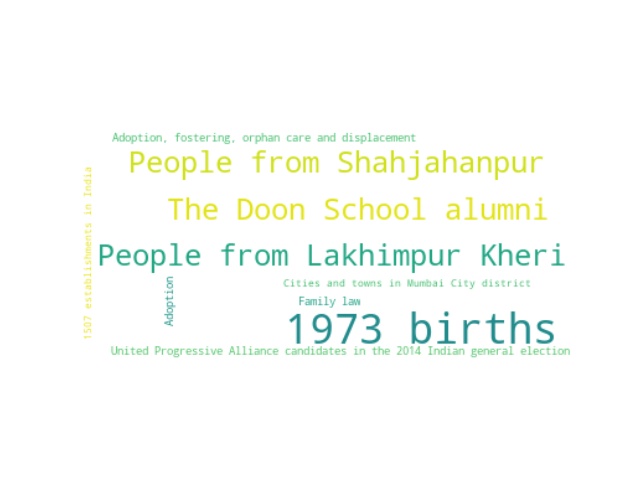 Adoption, fostering, orphan care and displacement
People from Shahjahanpur
The Doon School alumni
People from Lakhimpur Kheri
Cities and towns in Mumbai City district
Family law
1973 births
United Progressive Alliance candidates in the 2014 Indian general election
Adoption
1507 establishments in India